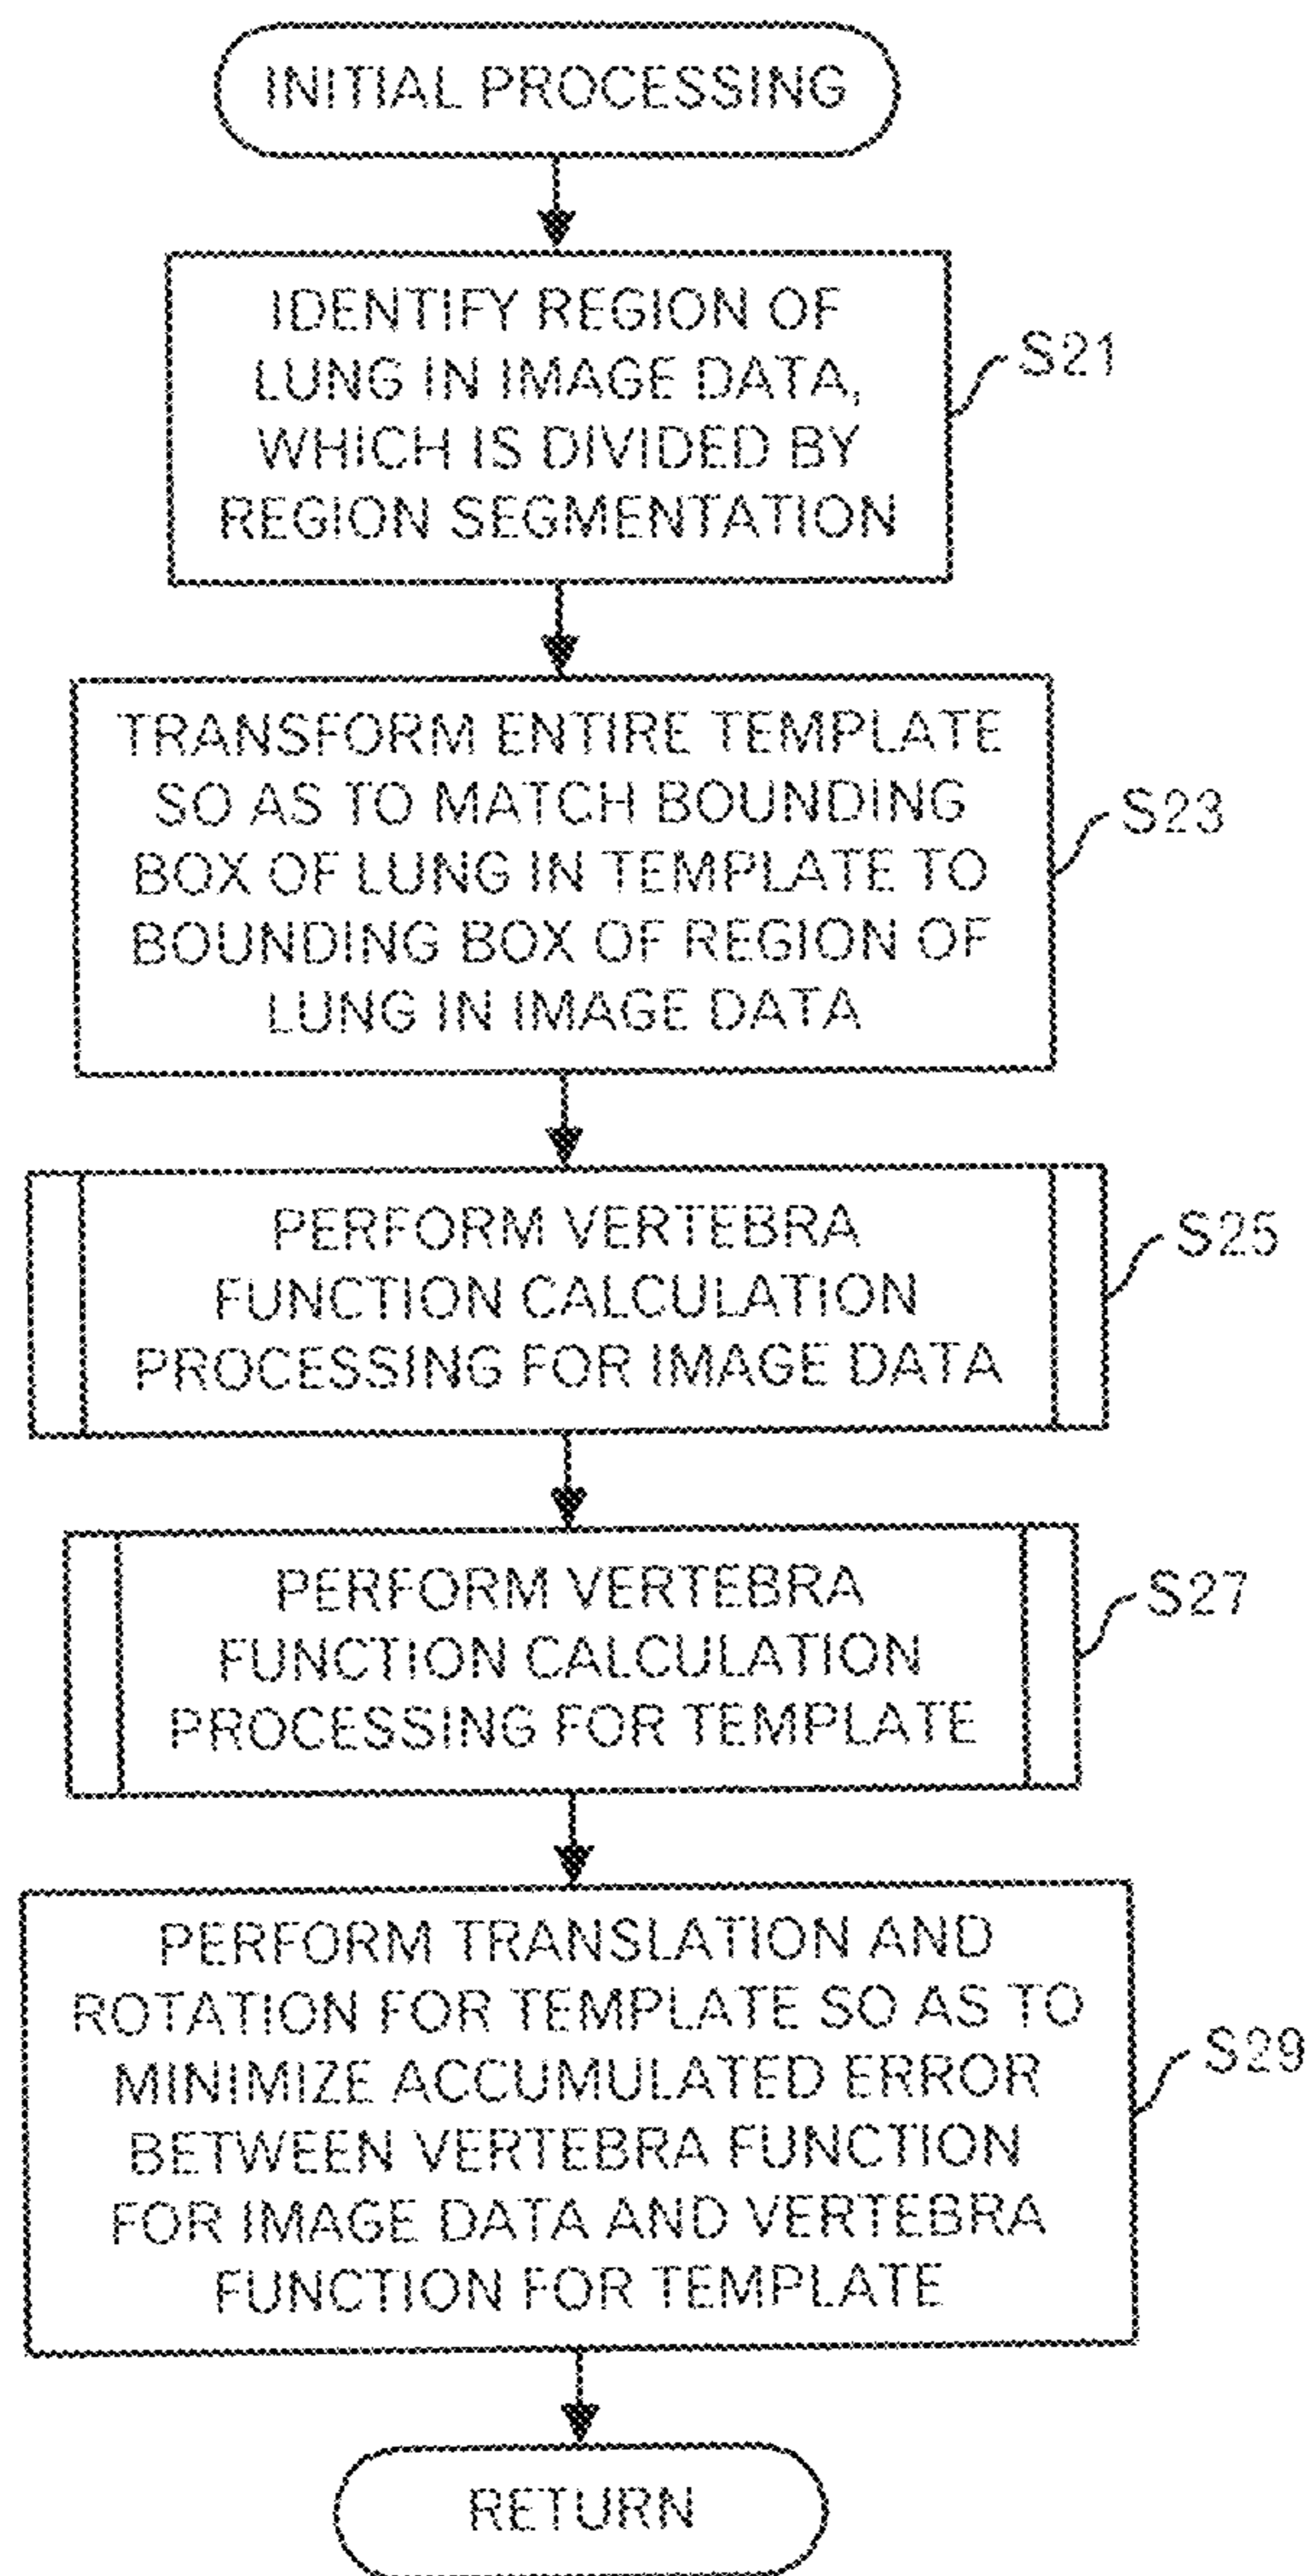 INITIAL PROCESSING
IDENTIFY REGION OF
LUNG IN IMAGE DATA,
WHICH IS DIVIDED BY
REGION SEGMENTATION
S21
TRANSFORM ENTIRE TEMPLATE
SO AS TO MATCH BOUNDING
BOX OF LUNG IN TEMPLATE TO
BOUNDING BOX OF REGION OF
LUNG IN IMAGE DATA
S23
PERFORM VERTEBRA
FUNCTION CALCULATION
PROCESSING FOR IMAGE DATA
S25
PERFORM VERTEBRA
FUNCTION CALCULATION
PROCESSING FOR TEMPLATE
S27
PERFORM TRANSLATION AND
ROTATION FOR TEMPLATE SO AS TO
MINIMIZE ACCUMULATED ERROR
BETWEEN VERTEBRA FUNCTION
FOR IMAGE DATA AND VERTEBRA
FUNCTION FOR TEMPLATE
S29
RETURN